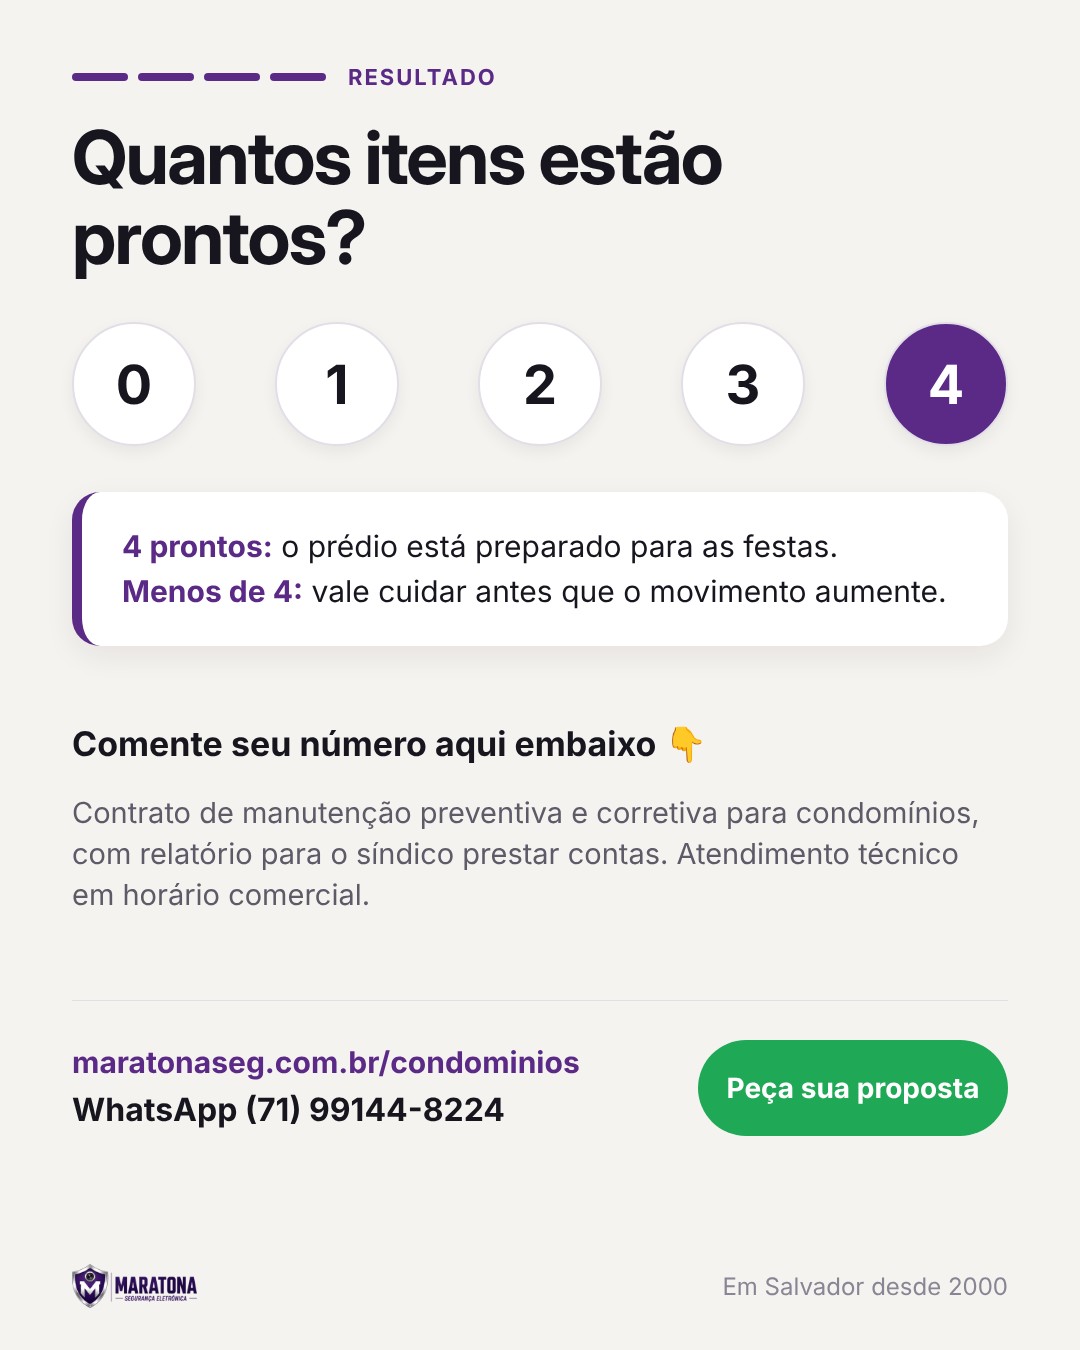 RESULTADO
Quantos itens estão
prontos?
0 1 2 3 4
4 prontos: o prédio está preparado para as festas.
Menos de 4: vale cuidar antes que o movimento aumente.
Comente seu número aqui embaixo 👇
Contrato de manutenção preventiva e corretiva para condomínios,
com relatório para o síndico prestar contas. Atendimento técnico
em horário comercial.
maratonaseg.com.br/condominios
WhatsApp (71) 99144-8224
Peça sua proposta
M MARATONA
SEGURANÇA ELETRÔNICA
Em Salvador desde 2000